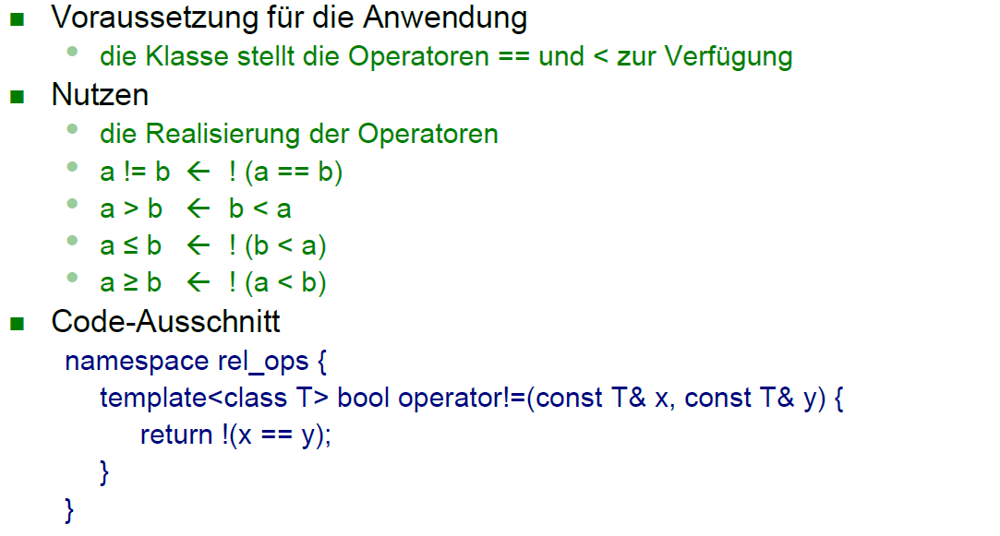 Voraussetzung für die Anwendung
die Klasse stellt die Operatoren == und < zur Verfügung
Nutzen
die Realisierung der Operatoren
a != b ← ! (a == b)
a > b ← b < a
a ≤ b ← ! (b < a)
a ≥ b ← ! (a < b)
Code-Ausschnitt
namespace rel_ops {
template<class T> bool operator!=(const T& x, const T& y) {
return !(x == y);
}
}